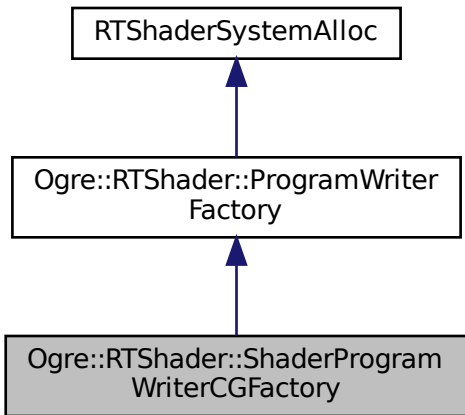 RTShaderSystemAlloc
Ogre::RTShader::ProgramWriter
Factory
Ogre::RTShader::ShaderProgram
WriterCGFactory